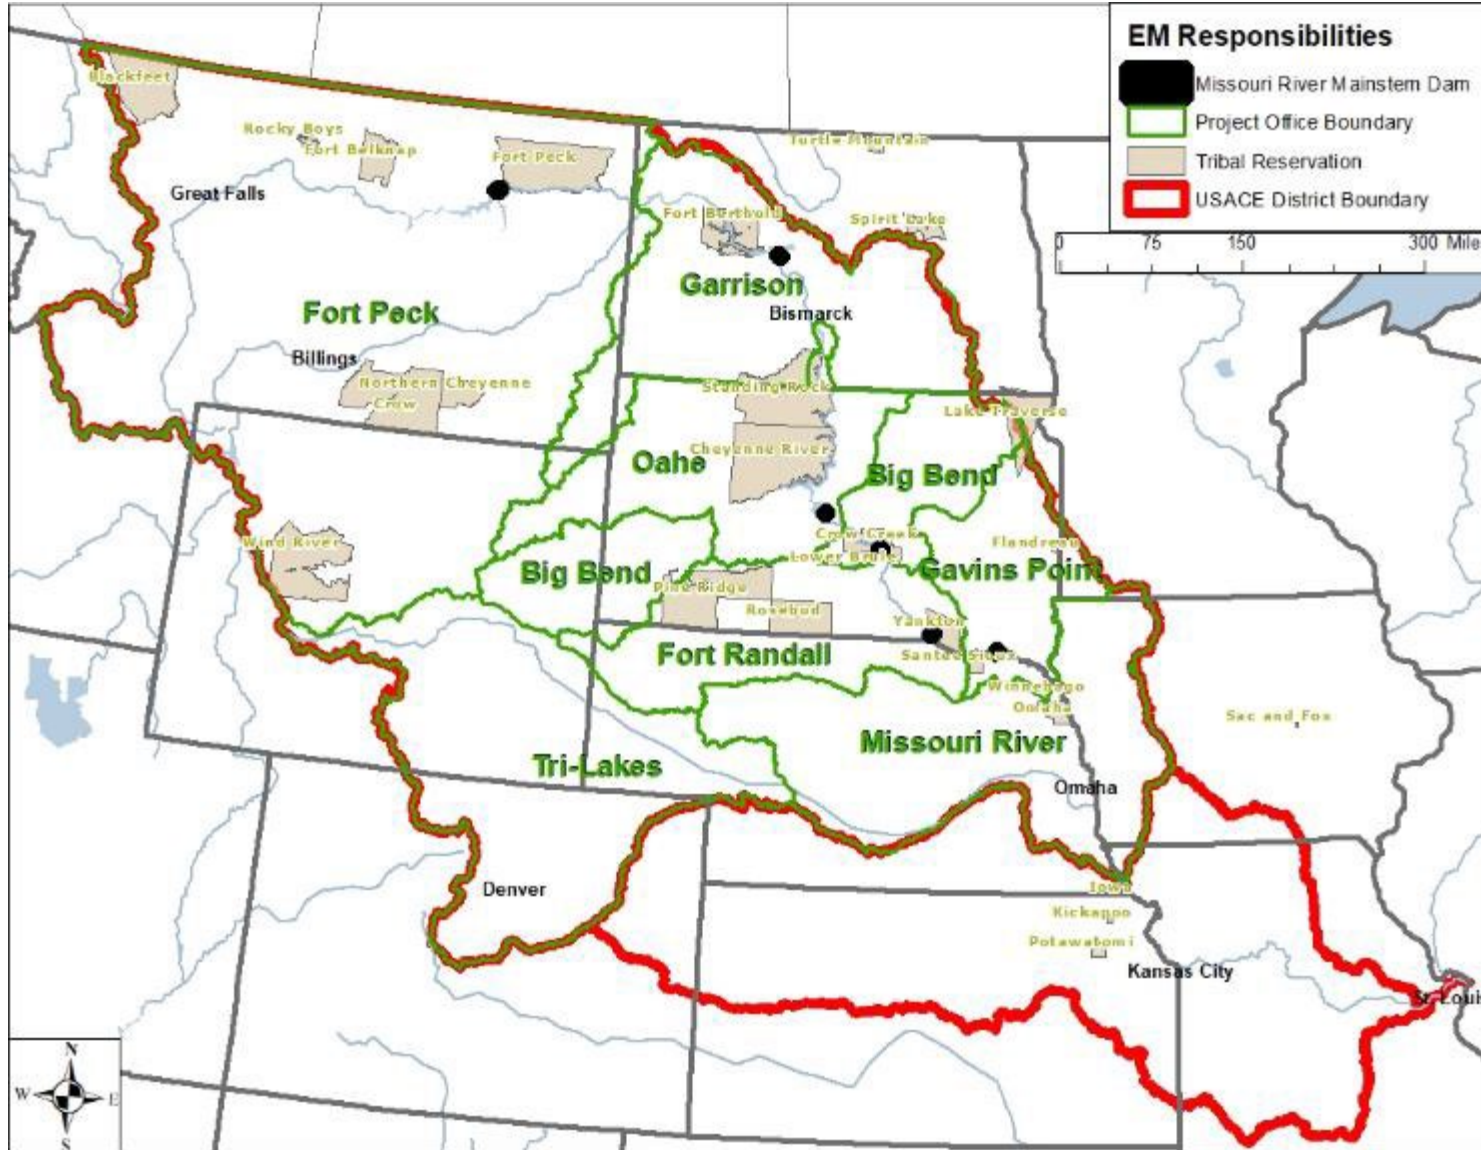 EM Responsibilities
Missouri River Mainstem Dam
Project Office Boundary
Tribal Reservation
USACE District Boundary
0 75 150 300 Mile
Blackfeet
Rocky Boys
Fort Belknap
Fort Peck
Turtle Mountain
Great Falls
Fort Berthold
Spirit Lake
Garrison
Fort Peck
Bismarck
Billings
Northern Cheyenne
Crow
Standing Rock
Lake Traverse
Cheyenne River
Oahe
Big Bend
Crow Creek
Wind River
Lower Brule
Flandreau
Big Bend
Gavins Point
Pine Ridge
Rosebud
Yankton
Fort Randall
Santee Sioux
Winnebago
Omaha
Sac and Fox
Missouri River
Tri-Lakes
Omaha
Denver
Iowa
Kickapoo
Potawatomi
Kansas City
St. Louis
N
W E
S